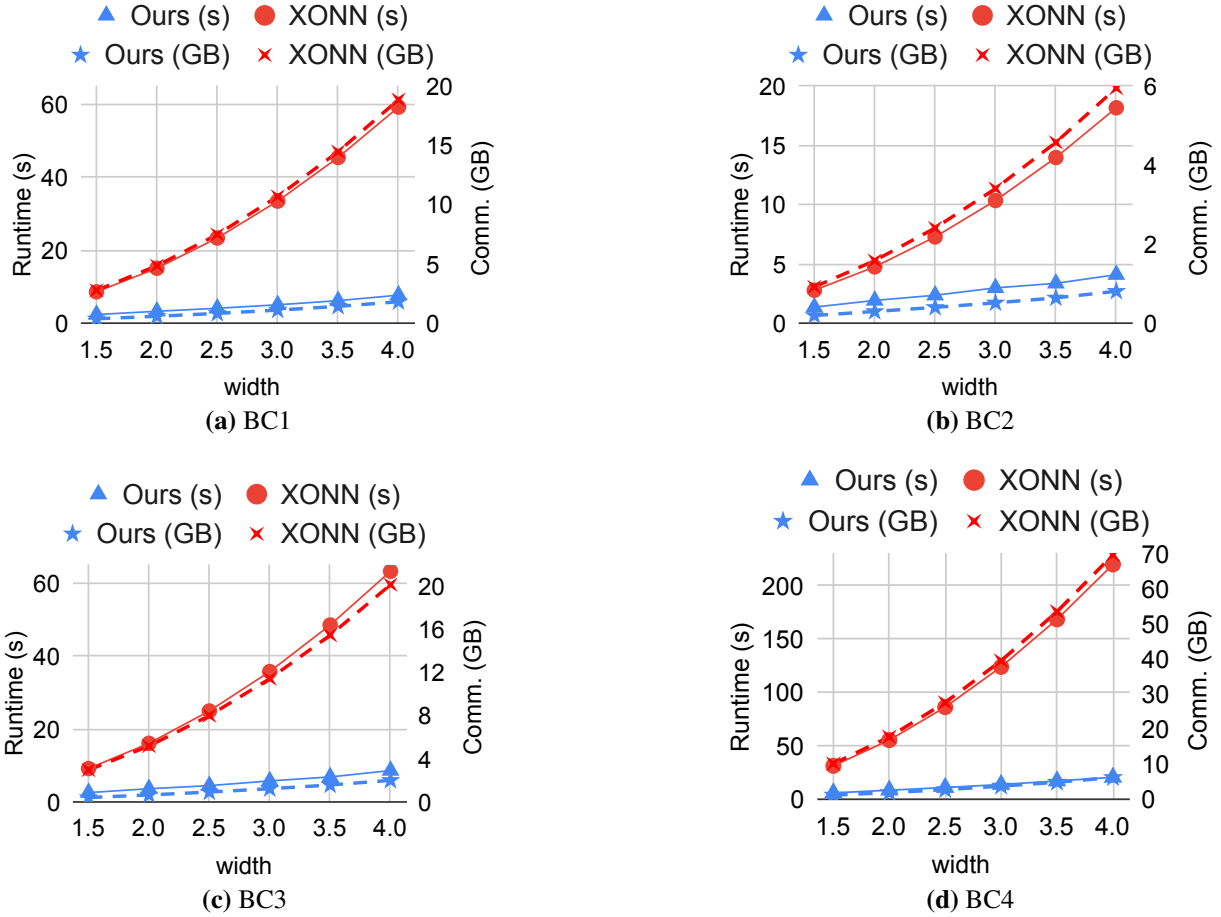 Ours (s) XONN (s)
Ours (GB) XONN (GB)
Runtime (s)
60
40
20
0
20
15
10
5
0
Comm. (GB)
1.5 2.0 2.5 3.0 3.5 4.0
width
(a) BC1
Ours (s) XONN (s)
Ours (GB) XONN (GB)
Runtime (s)
20
15
10
5
0
6
4
2
0
Comm. (GB)
1.5 2.0 2.5 3.0 3.5 4.0
width
(b) BC2
Ours (s) XONN (s)
Ours (GB) XONN (GB)
Runtime (s)
60
40
20
0
20
16
12
8
4
0
Comm. (GB)
1.5 2.0 2.5 3.0 3.5 4.0
width
(c) BC3
Ours (s) XONN (s)
Ours (GB) XONN (GB)
Runtime (s)
200
150
100
50
0
70
60
50
40
30
20
10
0
Comm. (GB)
1.5 2.0 2.5 3.0 3.5 4.0
width
(d) BC4